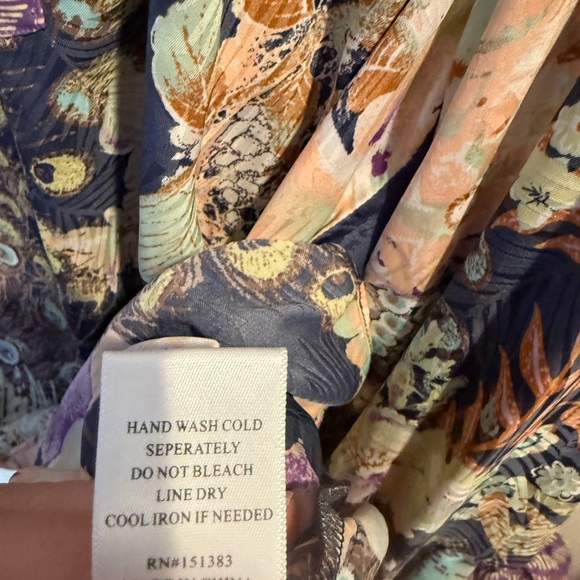 HAND WASH COLD
SEPERATELY
DO NOT BLEACH
LINE DRY
COOL IRON IF NEEDED
RN#151383